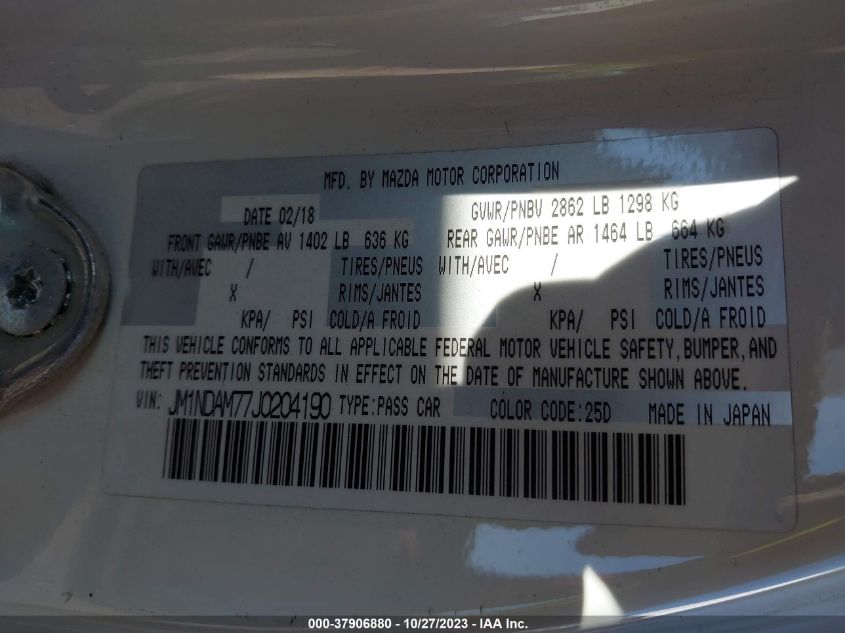 MFD. BY MAZDA MOTOR CORPORATION
DATE 02/18 GVWR/PNBV 2862 LB 1298 KG
FRONT GAWR/PNBE AV 1402 LB 636 KG REAR GAWR/PNBE AR 1464 LB 664 KG
WITH/AVEC / TIRES/PNEUS WITH/AVEC / TIRES/PNEUS
X RIMS/JANTES X RIMS/JANTES
KPA/ PSI COLD/A FROID KPA/ PSI COLD/A FROID
THIS VEHICLE CONFORMS TO ALL APPLICABLE FEDERAL MOTOR VEHICLE SAFETY, BUMPER, AND
THEFT PREVENTION STANDARDS IN EFFECT ON THE DATE OF MANUFACTURE SHOWN ABOVE.
VIN: JM1NDAM77J0204190 TYPE:PASS CAR COLOR CODE:25D MADE IN JAPAN
000-37906880 - 10/27/2023 - IAAI.com